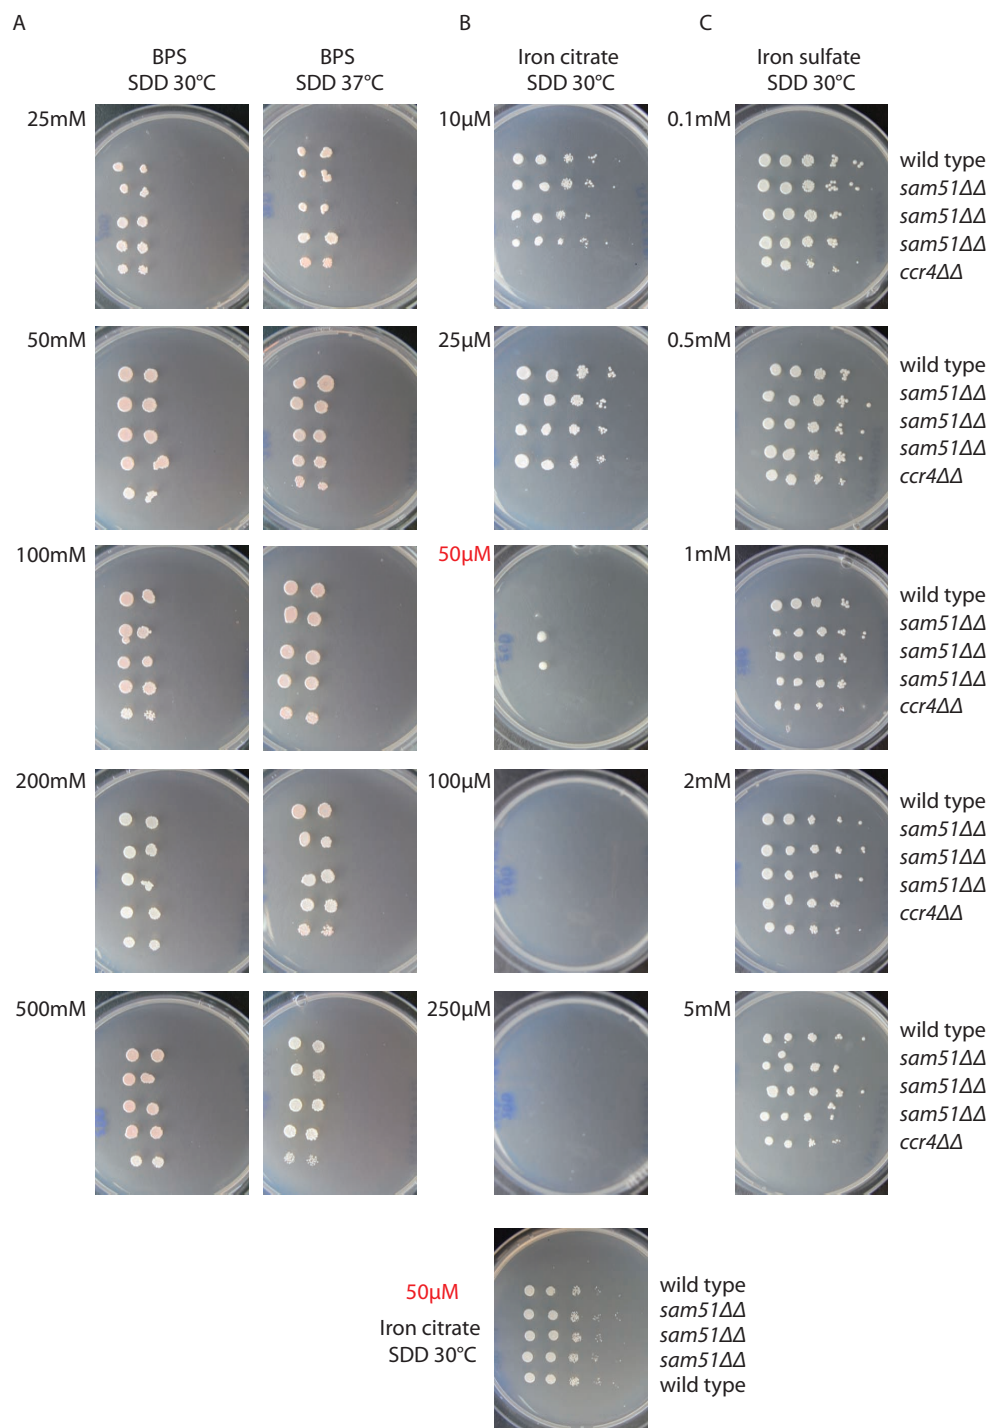 A
B
C
BPS
SDD 30°C
BPS
SDD 37°C
Iron citrate
SDD 30°C
Iron sulfate
SDD 30°C
25mM
10µM
0.1mM
wild type
sam51ΔΔ
sam51ΔΔ
sam51ΔΔ
ccr4ΔΔ
50mM
25µM
0.5mM
wild type
sam51ΔΔ
sam51ΔΔ
sam51ΔΔ
ccr4ΔΔ
100mM
50µM
1mM
wild type
sam51ΔΔ
sam51ΔΔ
sam51ΔΔ
ccr4ΔΔ
200mM
100µM
2mM
wild type
sam51ΔΔ
sam51ΔΔ
sam51ΔΔ
ccr4ΔΔ
500mM
250µM
5mM
wild type
sam51ΔΔ
sam51ΔΔ
sam51ΔΔ
ccr4ΔΔ
50µM
Iron citrate
SDD 30°C
wild type
sam51ΔΔ
sam51ΔΔ
sam51ΔΔ
wild type